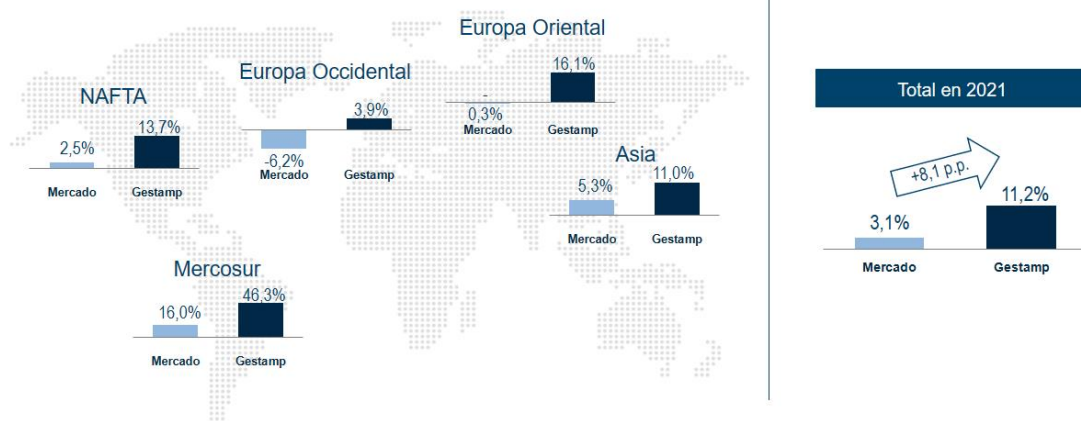 Europa Oriental
-
0,3%
16,1%
Mercado
Gestamp
Europa Occidental
3,9%
-6,2%
Mercado
Gestamp
NAFTA
2,5%
13,7%
Mercado
Gestamp
Asia
5,3%
11,0%
Mercado
Gestamp
Mercosur
16,0%
46,3%
Mercado
Gestamp
Total en 2021
+8,1 p.p.
3,1%
11,2%
Mercado
Gestamp